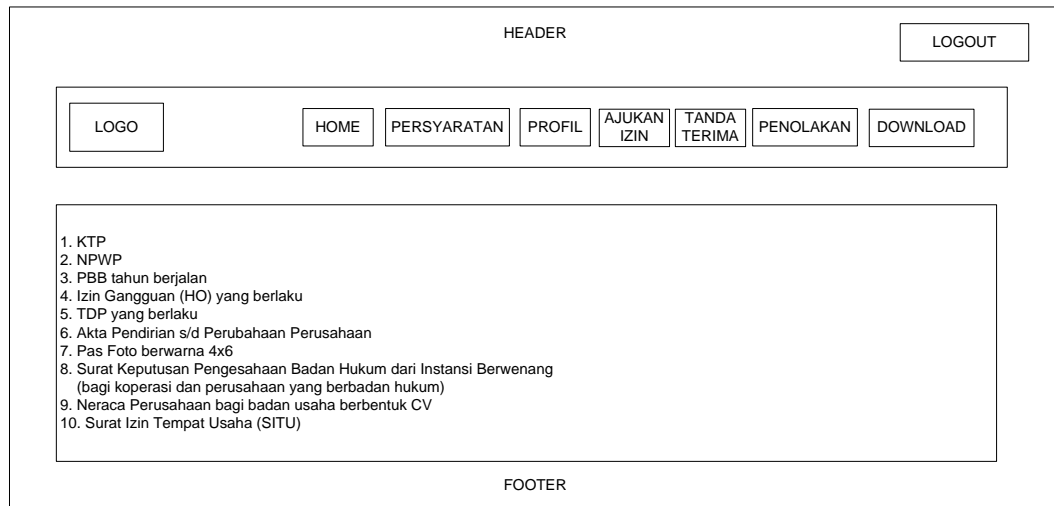 HEADER
LOGOUT
LOGO
HOME
PERSYARATAN
PROFIL
AJUKAN
IZIN
TANDA
TERIMA
PENOLAKAN
DOWNLOAD
1. KTP
2. NPWP
3. PBB tahun berjalan
4. Izin Gangguan (HO) yang berlaku
5. TDP yang berlaku
6. Akta Pendirian s/d Perubahaan Perusahaan
7. Pas Foto berwarna 4x6
8. Surat Keputusan Pengesahaan Badan Hukum dari Instansi Berwenang
(bagi koperasi dan perusahaan yang berbadan hukum)
9. Neraca Perusahaan bagi badan usaha berbentuk CV
10. Surat Izin Tempat Usaha (SITU)
FOOTER